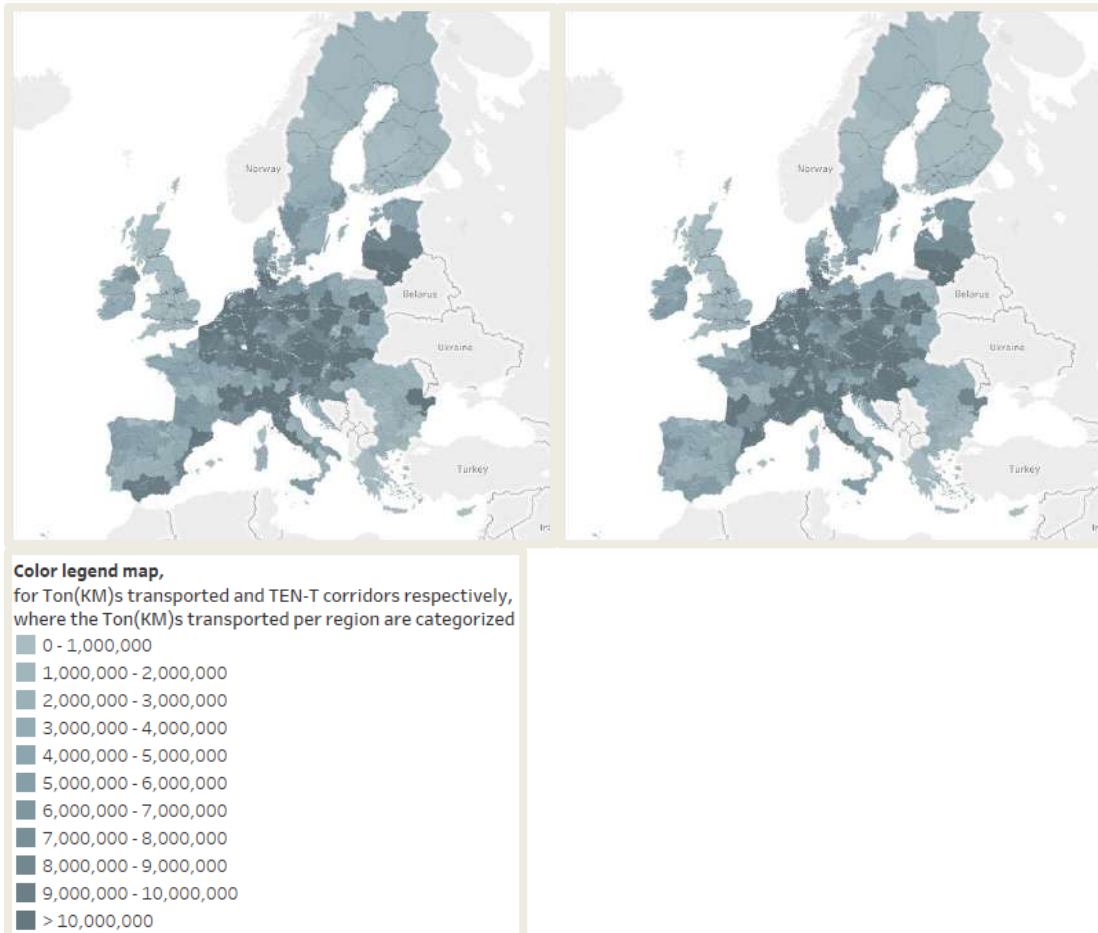 Norway
Belarus
Ukraine
Turkey
Norway
Belarus
Ukraine
Turkey
Color legend map,
for Ton(KM)s transported and TEN-T corridors respectively,
where the Ton(KM)s transported per region are categorized
0 - 1,000,000
1,000,000 - 2,000,000
2,000,000 - 3,000,000
3,000,000 - 4,000,000
4,000,000 - 5,000,000
5,000,000 - 6,000,000
6,000,000 - 7,000,000
7,000,000 - 8,000,000
8,000,000 - 9,000,000
9,000,000 - 10,000,000
> 10,000,000